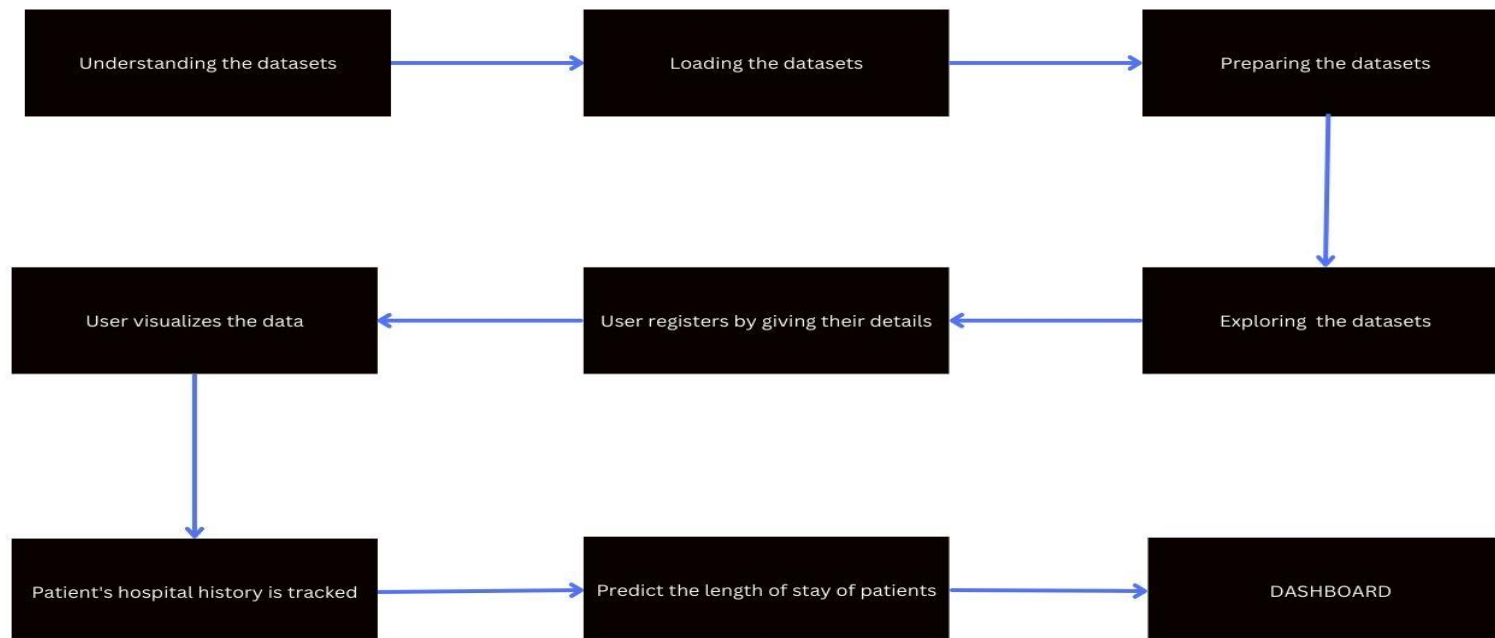 Understanding the datasets
Loading the datasets
Preparing the datasets
Exploring  the datasets
User registers by giving their details
User visualizes the data
Patient's hospital history is tracked
Predict the length of stay of patients
DASHBOARD